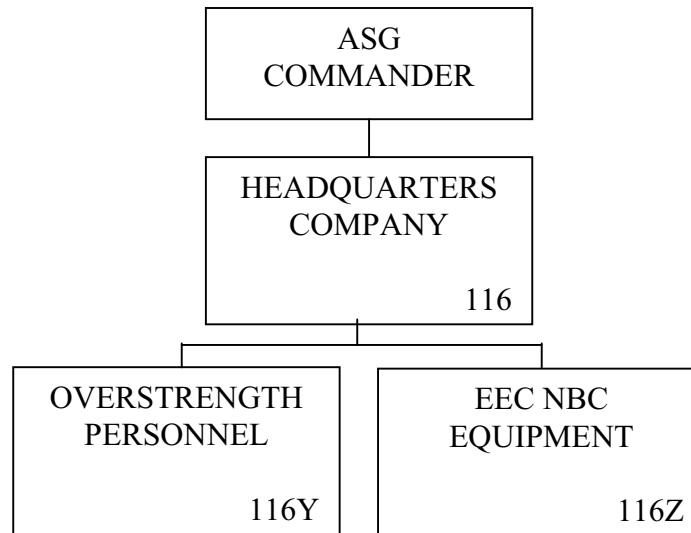 ASG
COMMANDER
HEADQUARTERS
COMPANY
116
OVERSTRENGTH
PERSONNEL
116Y
EEC NBC
EQUIPMENT
116Z